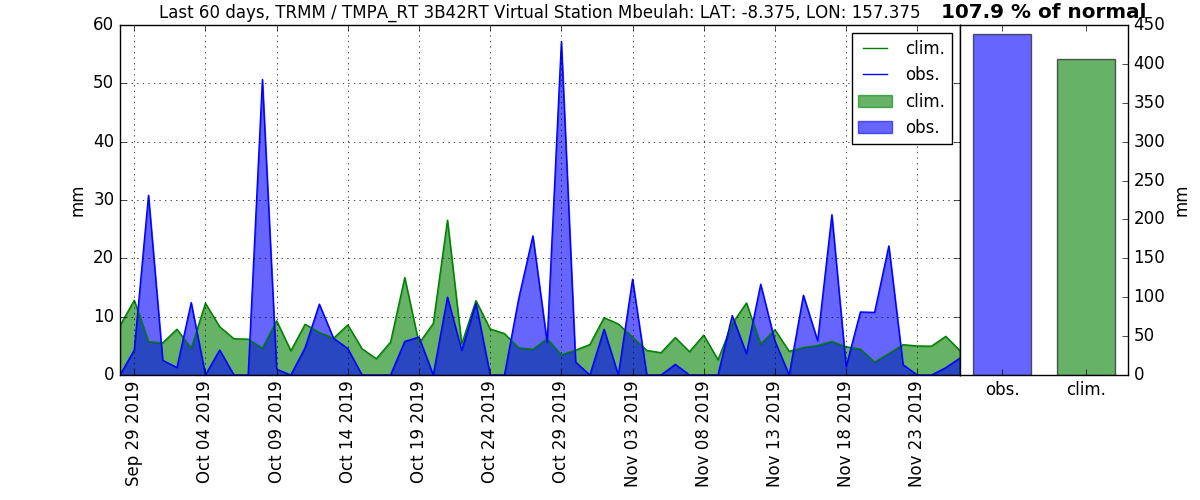 Last 60 days, TRMM / TMPA_RT 3B42RT Virtual Station Mbeulah: LAT: -8.375, LON: 157.375
107.9 % of normal
60
50
40
30
20
10
0
mm
clim.
obs.
clim.
obs.
450
400
350
300
250
200
150
100
50
0
mm
Sep 29 2019
Oct 04 2019
Oct 09 2019
Oct 14 2019
Oct 19 2019
Oct 24 2019
Oct 29 2019
Nov 03 2019
Nov 08 2019
Nov 13 2019
Nov 18 2019
Nov 23 2019
obs.
clim.